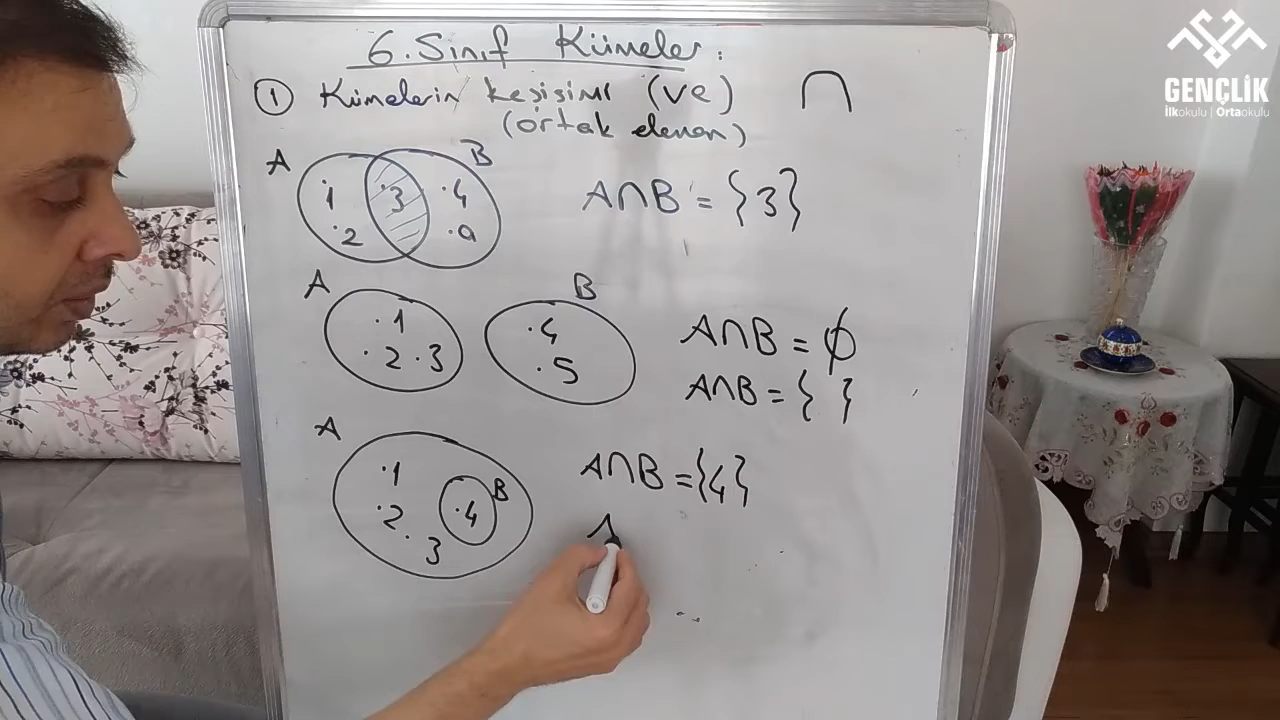 6. Sınıf Kümeler:
① Kümelerin kesişimi (ve) ∩
(ortak eleman)
A B
.1 .3 .4
.2 .a
A∩B = {3}
A B
.1 .4
.2 .3 .5
A∩B = ∅
A∩B = { }
A
.1 B
.2 .4
.3
A∩B = {4}
A
GENÇLİK
İlkokulu | Ortaokulu